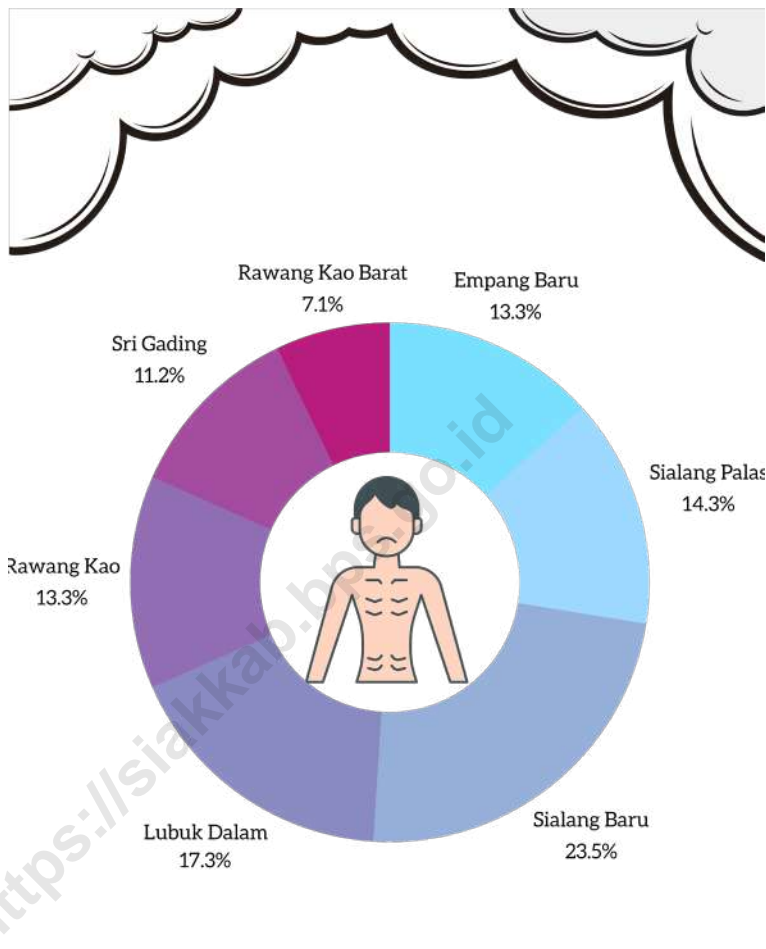 Rawang Kao Barat
7.1%
Empang Baru
13.3%
Sri Gading
11.2%
Sialang Palas
14.3%
Rawang Kao
13.3%
Lubuk Dalam
17.3%
Sialang Baru
23.5%
https://siakkab.bps.go.id